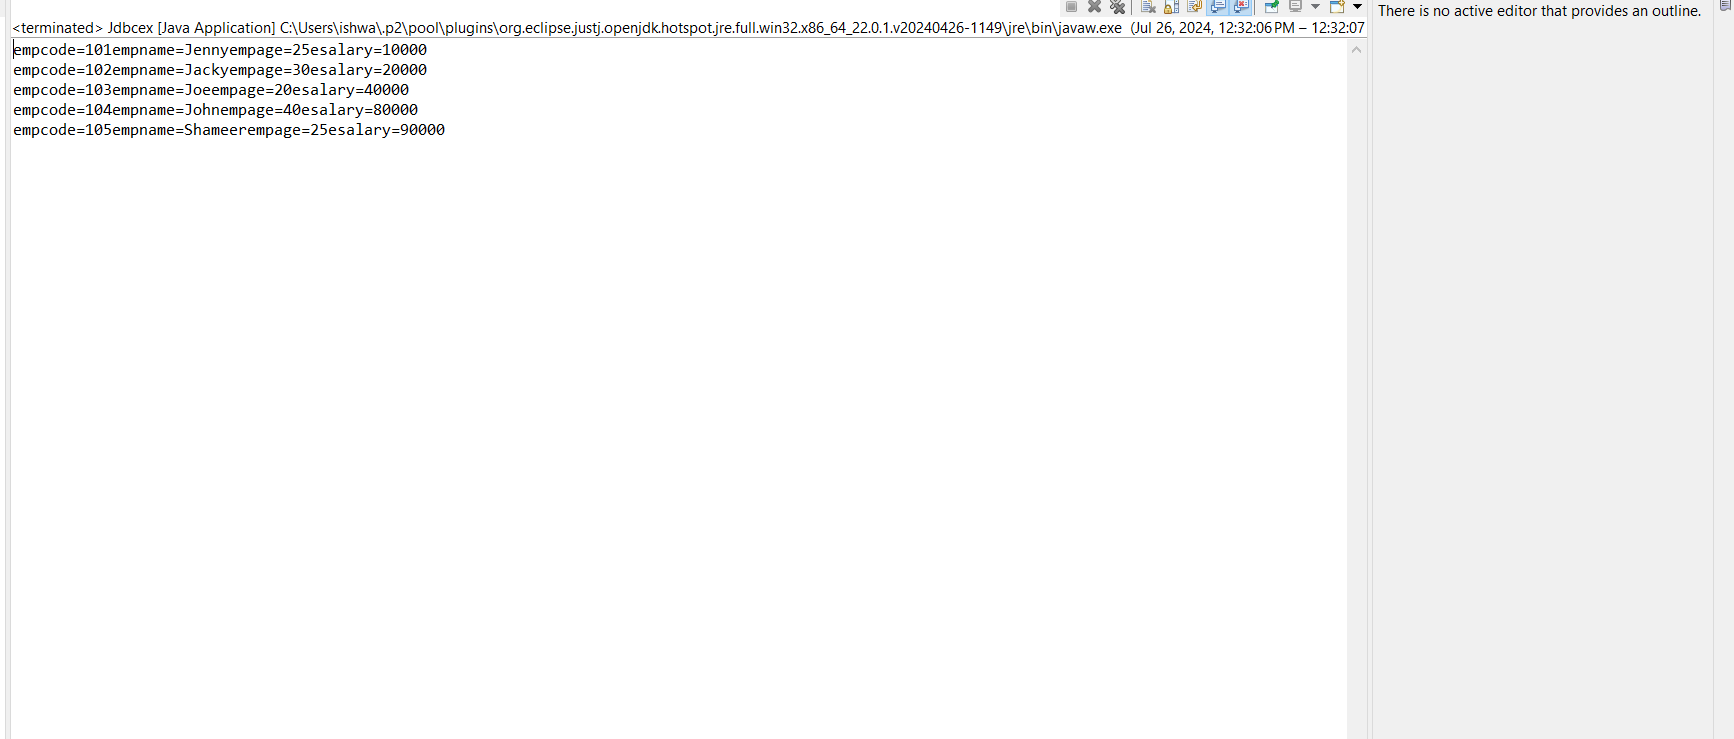 There is no active editor that provides an outline.
<terminated> Jdbcex [Java Application] C:\Users\ishwa\.p2\pool\plugins\org.eclipse.justj.openjdk.hotspot.jre.full.win32.x86_64_22.0.1.v20240426-1149\jre\bin\javaw.exe (Jul 26, 2024, 12:32:06 PM – 12:32:07
empcode=101empname=Jennyempage=25esalary=10000
empcode=102empname=Jackyempage=30esalary=20000
empcode=103empname=Joeempage=20esalary=40000
empcode=104empname=Johnempage=40esalary=80000
empcode=105empname=Shameerempage=25esalary=90000